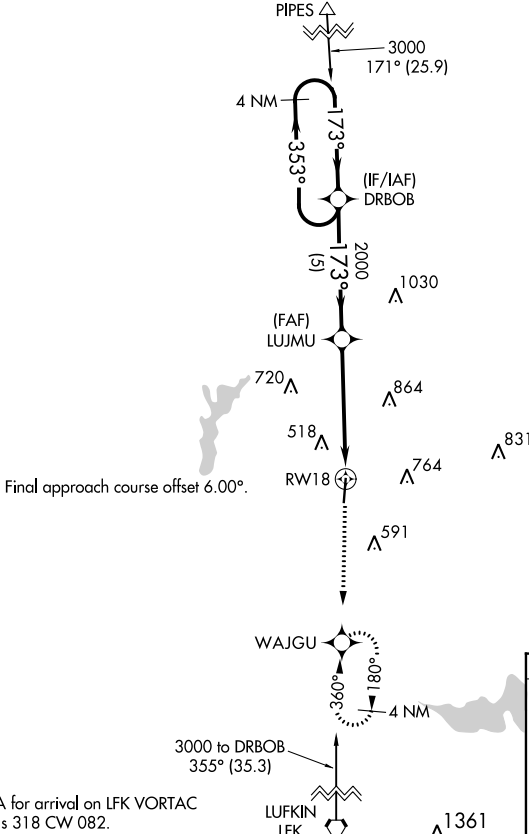 PIPES
3000
171° (25.9)
4 NM
173°
353°
(IF/IAF)
DRBOB
2000
173°
(5)
1030
(FAF)
LUJMU
720
864
518
831
RW18
764
Final approach course offset 6.00°.
591
WAJGU
360°
180°
4 NM
3000 to DRBOB
355° (35.3)
A for arrival on LFK VORTAC
s 318 CW 082.
LUFKIN
LFK
1361